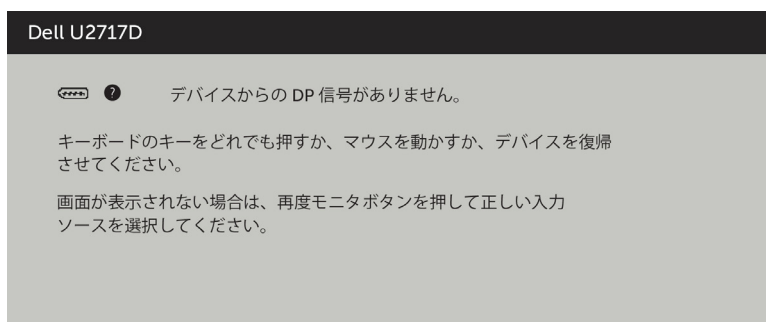 Dell U2717D
? デバイスからの DP 信号がありません。
キーボードのキーをどれでも押すか、マウスを動かすか、デバイスを復帰
させてください。
画面が表示されない場合は、再度モニタボタンを押して正しい入力
ソースを選択してください。